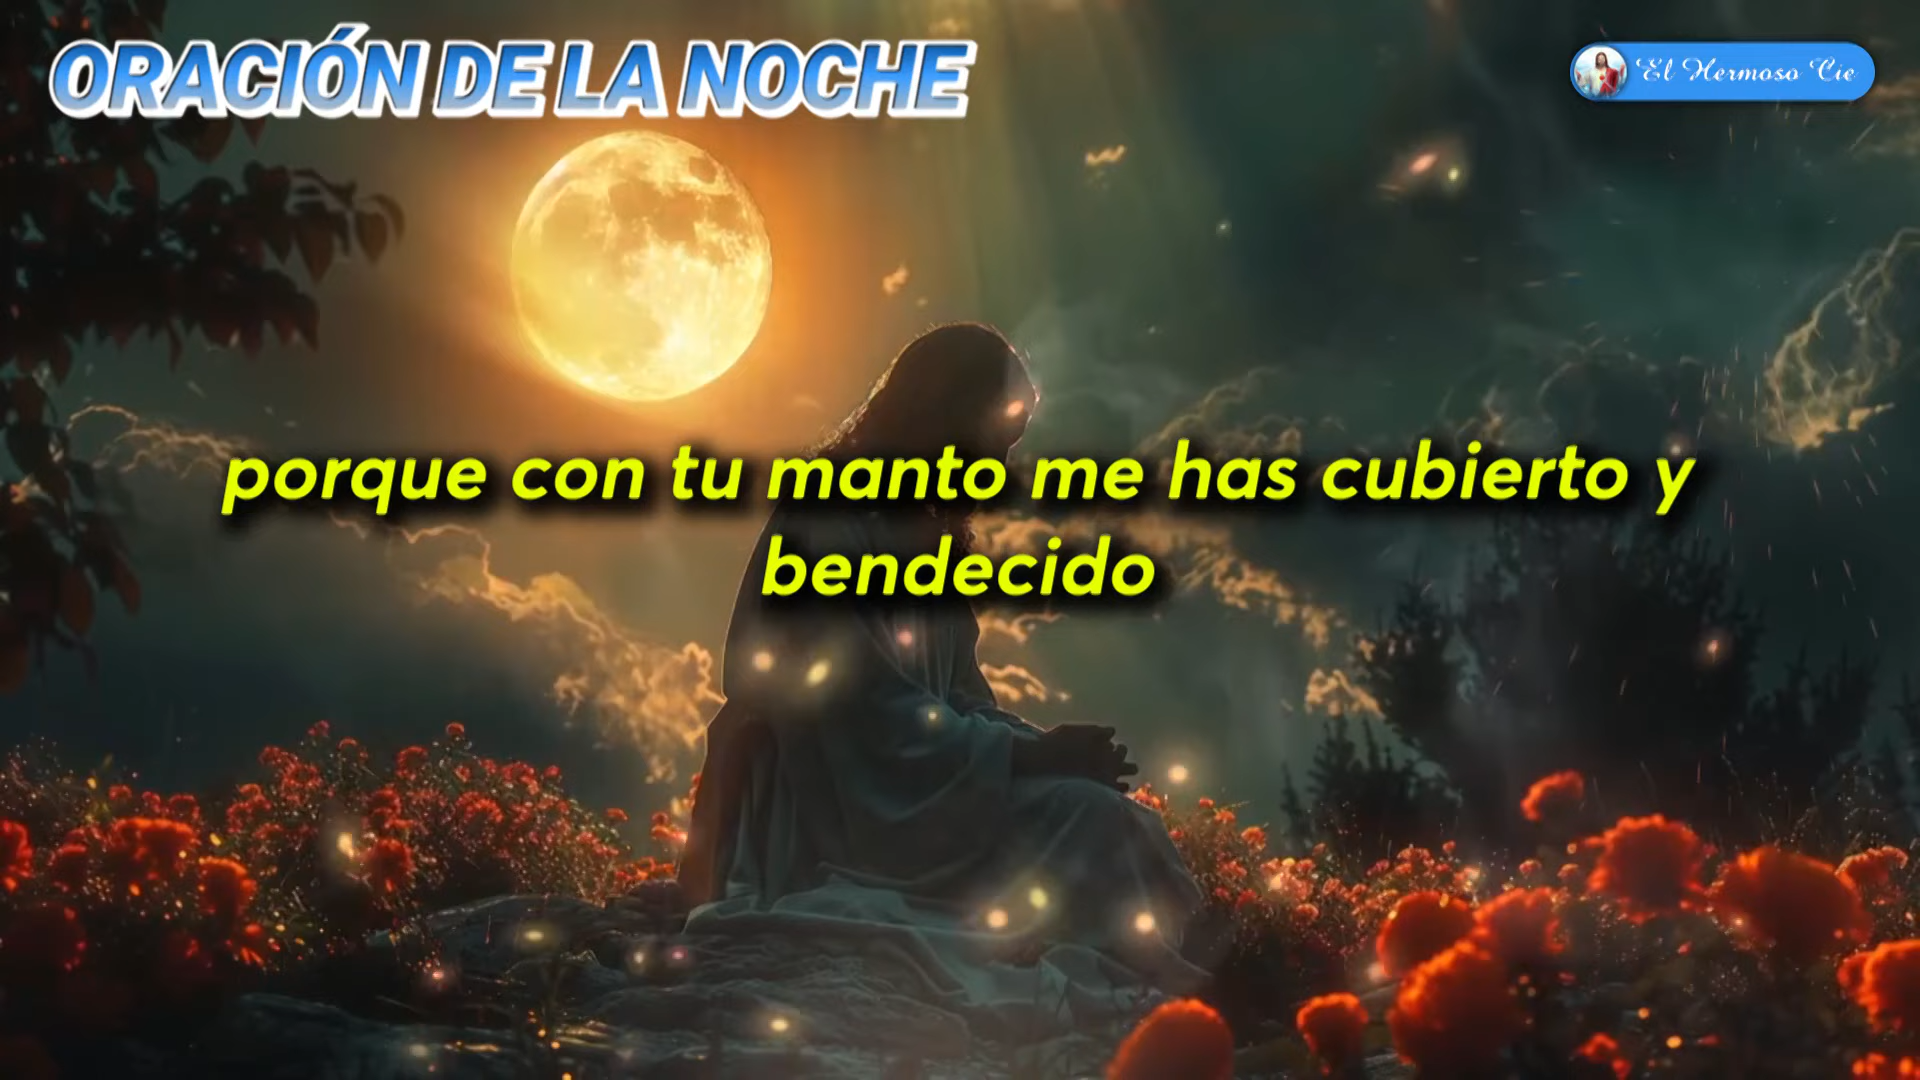 ORACIÓN DE LA NOCHE
El Hermoso Cie
porque con tu manto me has cubierto y
bendecido